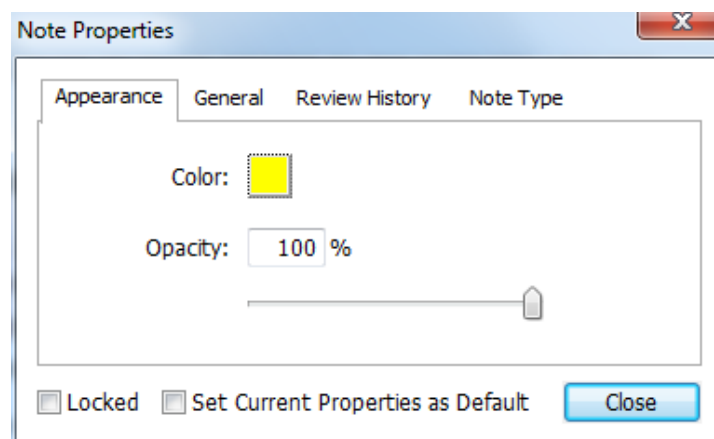 Note Properties
Appearance General Review History Note Type
Color:
Opacity: 100 %
Locked Set Current Properties as Default Close